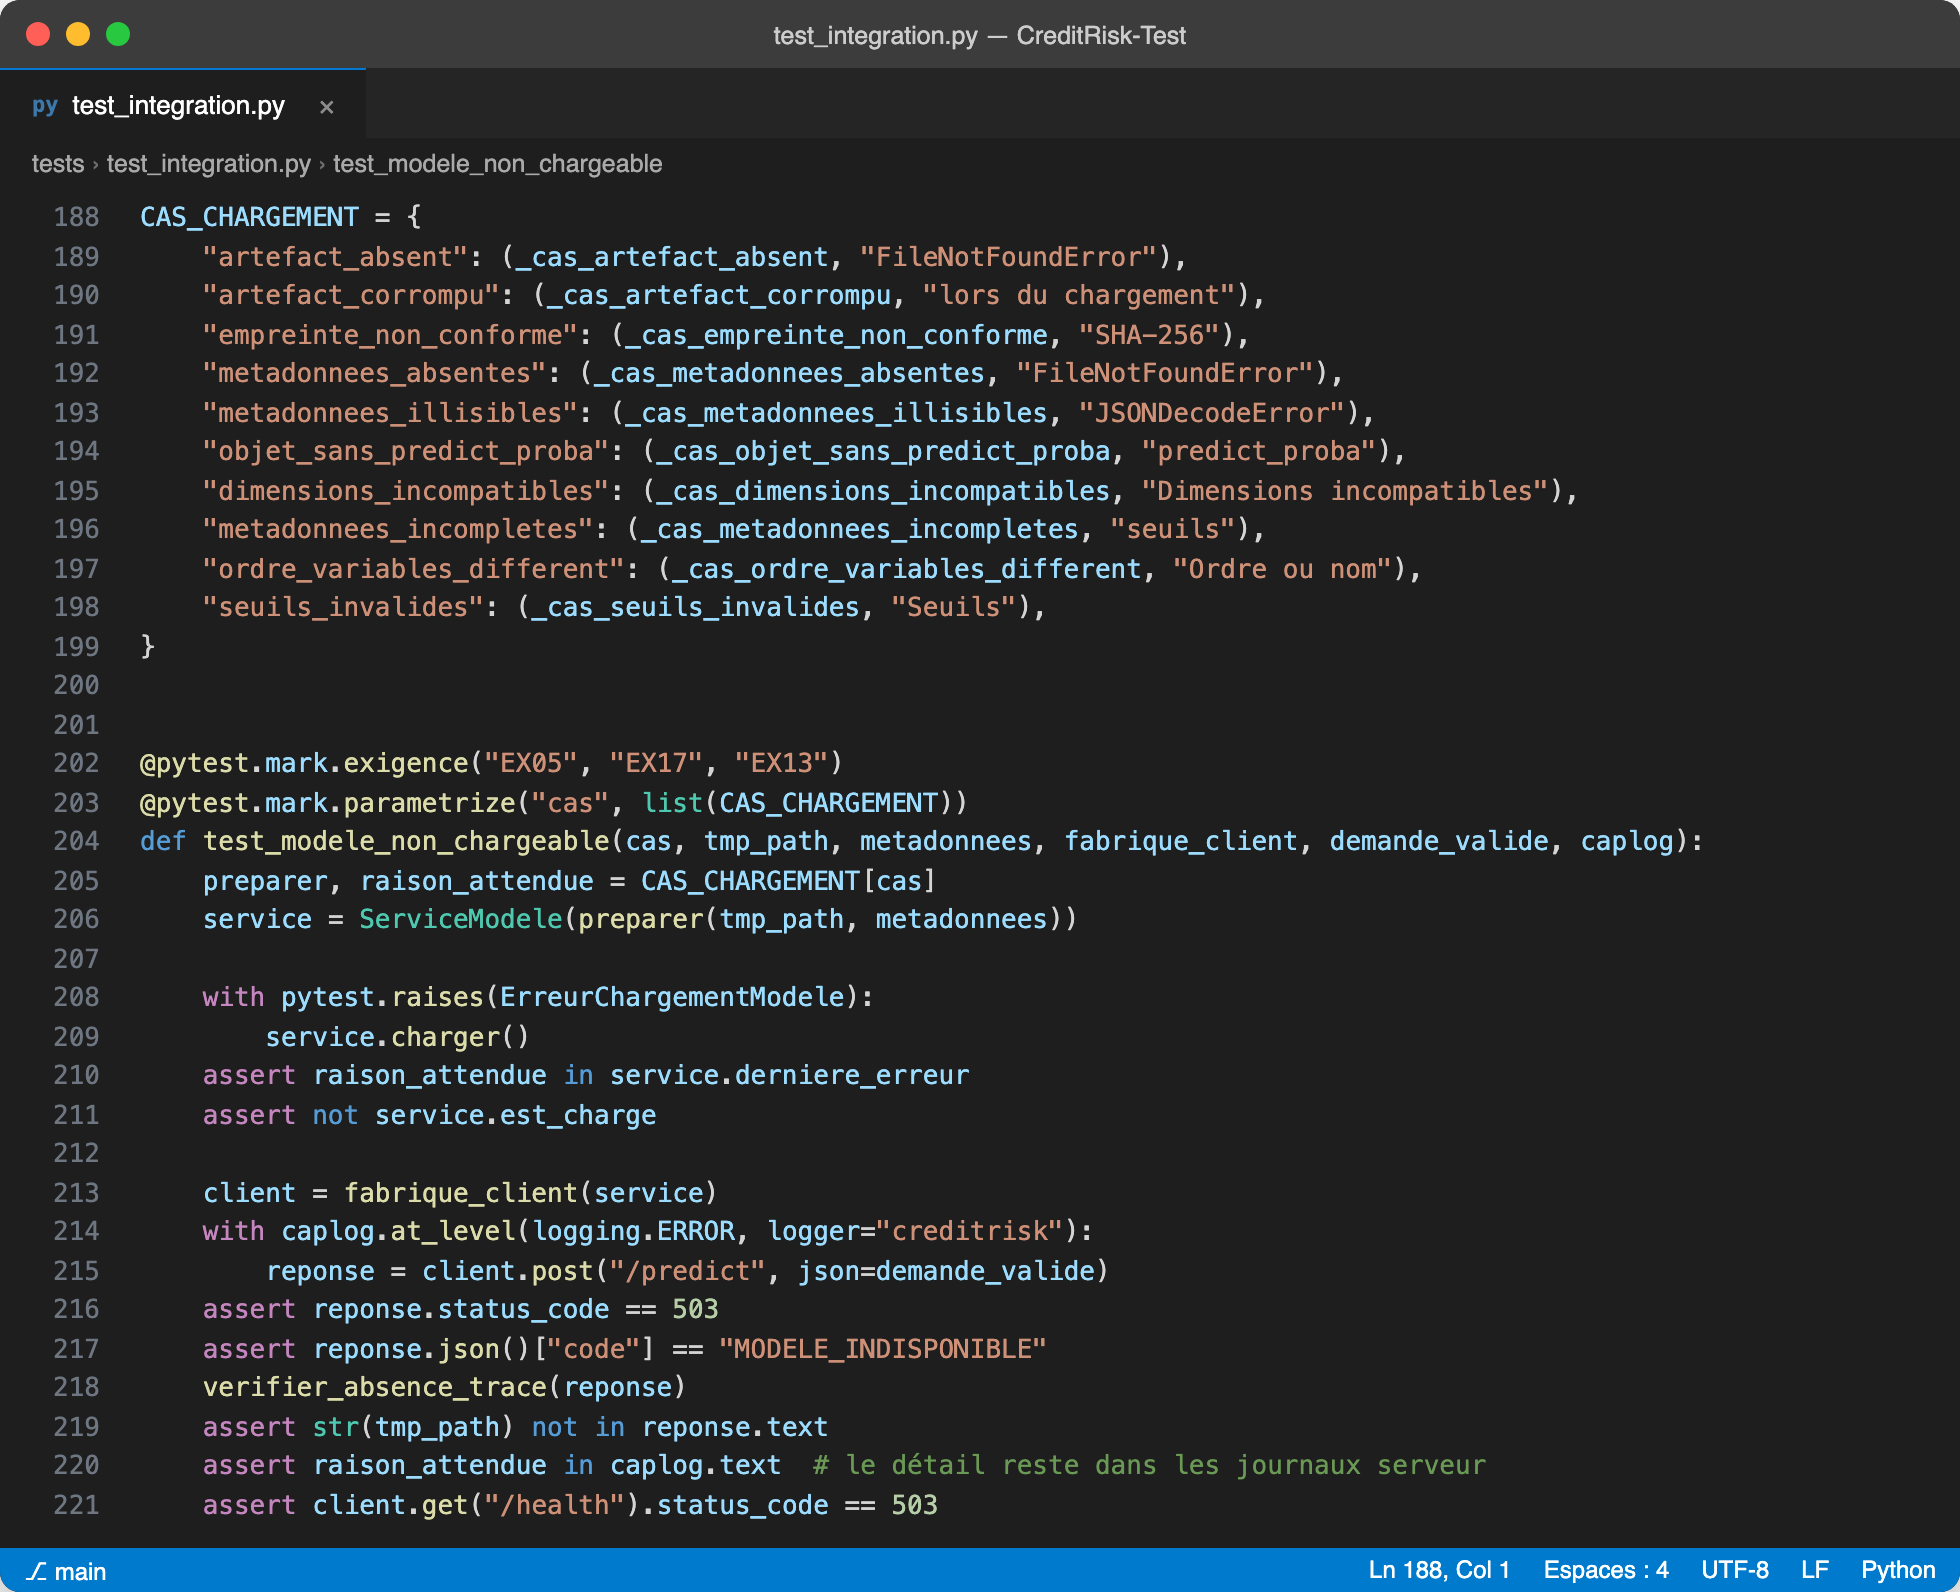 test_integration.py — CreditRisk-Test
py test_integration.py ×
tests › test_integration.py › test_modele_non_chargeable
188 CAS_CHARGEMENT = {
189     "artefact_absent": (_cas_artefact_absent, "FileNotFoundError"),
190     "artefact_corrompu": (_cas_artefact_corrompu, "lors du chargement"),
191     "empreinte_non_conforme": (_cas_empreinte_non_conforme, "SHA-256"),
192     "metadonnees_absentes": (_cas_metadonnees_absentes, "FileNotFoundError"),
193     "metadonnees_illisibles": (_cas_metadonnees_illisibles, "JSONDecodeError"),
194     "objet_sans_predict_proba": (_cas_objet_sans_predict_proba, "predict_proba"),
195     "dimensions_incompatibles": (_cas_dimensions_incompatibles, "Dimensions incompatibles"),
196     "metadonnees_incompletes": (_cas_metadonnees_incompletes, "seuils"),
197     "ordre_variables_different": (_cas_ordre_variables_different, "Ordre ou nom"),
198     "seuils_invalides": (_cas_seuils_invalides, "Seuils"),
199 }
200
201
202 @pytest.mark.exigence("EX05", "EX17", "EX13")
203 @pytest.mark.parametrize("cas", list(CAS_CHARGEMENT))
204 def test_modele_non_chargeable(cas, tmp_path, metadonnees, fabrique_client, demande_valide, caplog):
205     preparer, raison_attendue = CAS_CHARGEMENT[cas]
206     service = ServiceModele(preparer(tmp_path, metadonnees))
207
208     with pytest.raises(ErreurChargementModele):
209         service.charger()
210     assert raison_attendue in service.derniere_erreur
211     assert not service.est_charge
212
213     client = fabrique_client(service)
214     with caplog.at_level(logging.ERROR, logger="creditrisk"):
215         reponse = client.post("/predict", json=demande_valide)
216     assert reponse.status_code == 503
217     assert reponse.json()["code"] == "MODELE_INDISPONIBLE"
218     verifier_absence_trace(reponse)
219     assert str(tmp_path) not in reponse.text
220     assert raison_attendue in caplog.text  # le détail reste dans les journaux serveur
221     assert client.get("/health").status_code == 503
main Ln 188, Col 1 Espaces : 4 UTF-8 LF Python